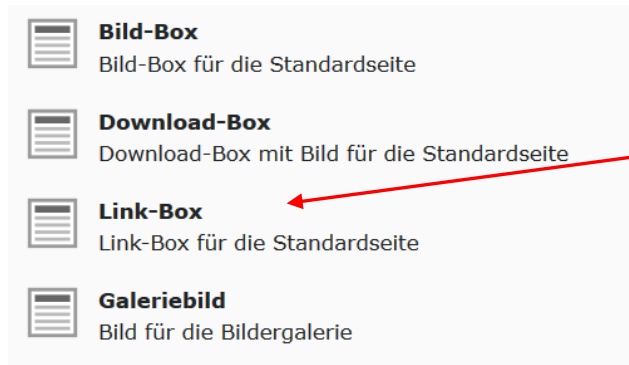 Bild-Box
Bild-Box für die Standardseite
Download-Box
Download-Box mit Bild für die Standardseite
Link-Box
Link-Box für die Standardseite
Galeriebild
Bild für die Bildergalerie